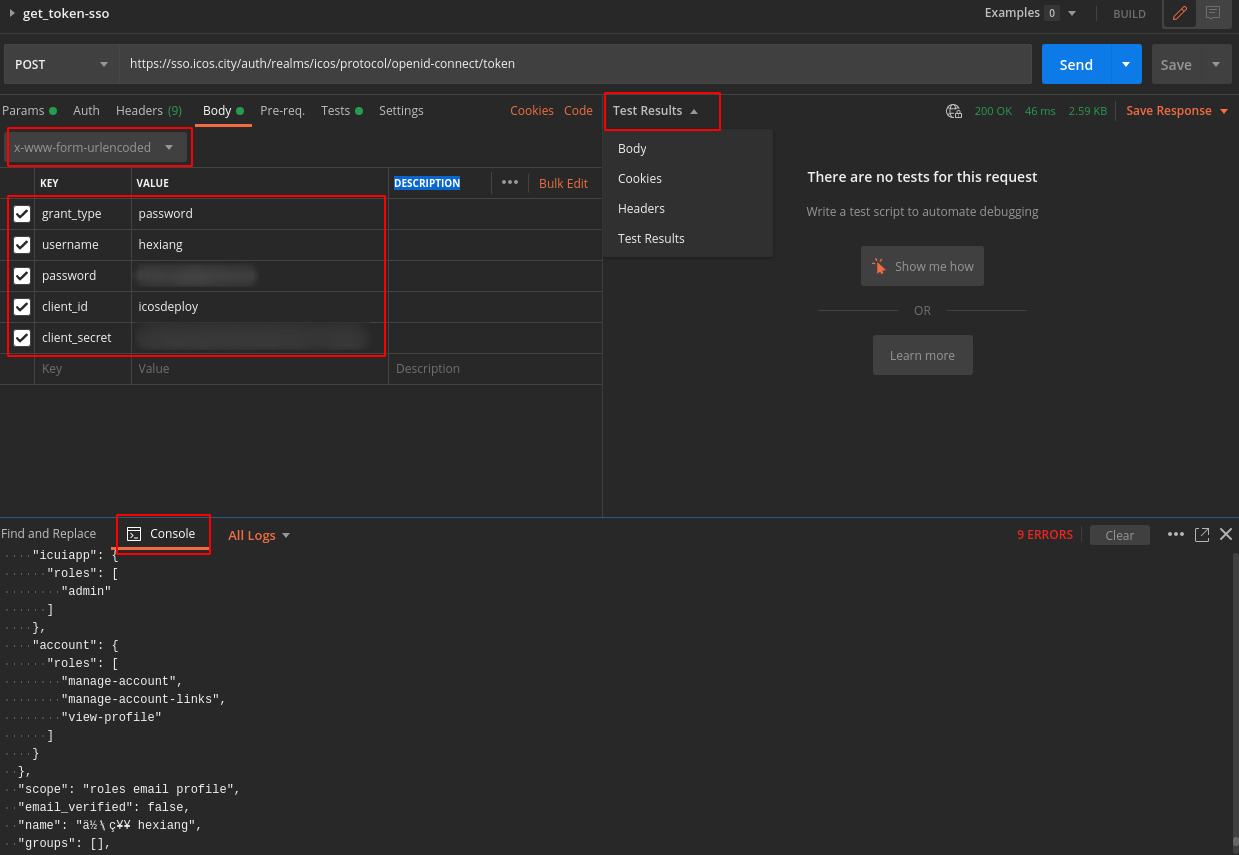 get_token-sso
Examples 0 BUILD
POST https://sso.icos.city/auth/realms/icos/protocol/openid-connect/token Send Save
Params Auth Headers (9) Body Pre-req. Tests Settings Cookies Code
Test Results 200 OK 46 ms 2.59 KB Save Response
x-www-form-urlencoded
KEY VALUE DESCRIPTION ••• Bulk Edit
grant_type password
username hexiang
password
client_id icosdeploy
client_secret
Key Value Description
Body
Cookies
Headers
Test Results
There are no tests for this request
Write a test script to automate debugging
Show me how
OR
Learn more
Find and Replace Console All Logs 9 ERRORS Clear •••
"icuiapp": {
"roles": [
"admin"
]
},
"account": {
"roles": [
"manage-account",
"manage-account-links",
"view-profile"
]
}
},
"scope": "roles email profile",
"email_verified": false,
"name": "ä½\ç¥¥ hexiang",
"groups": [],